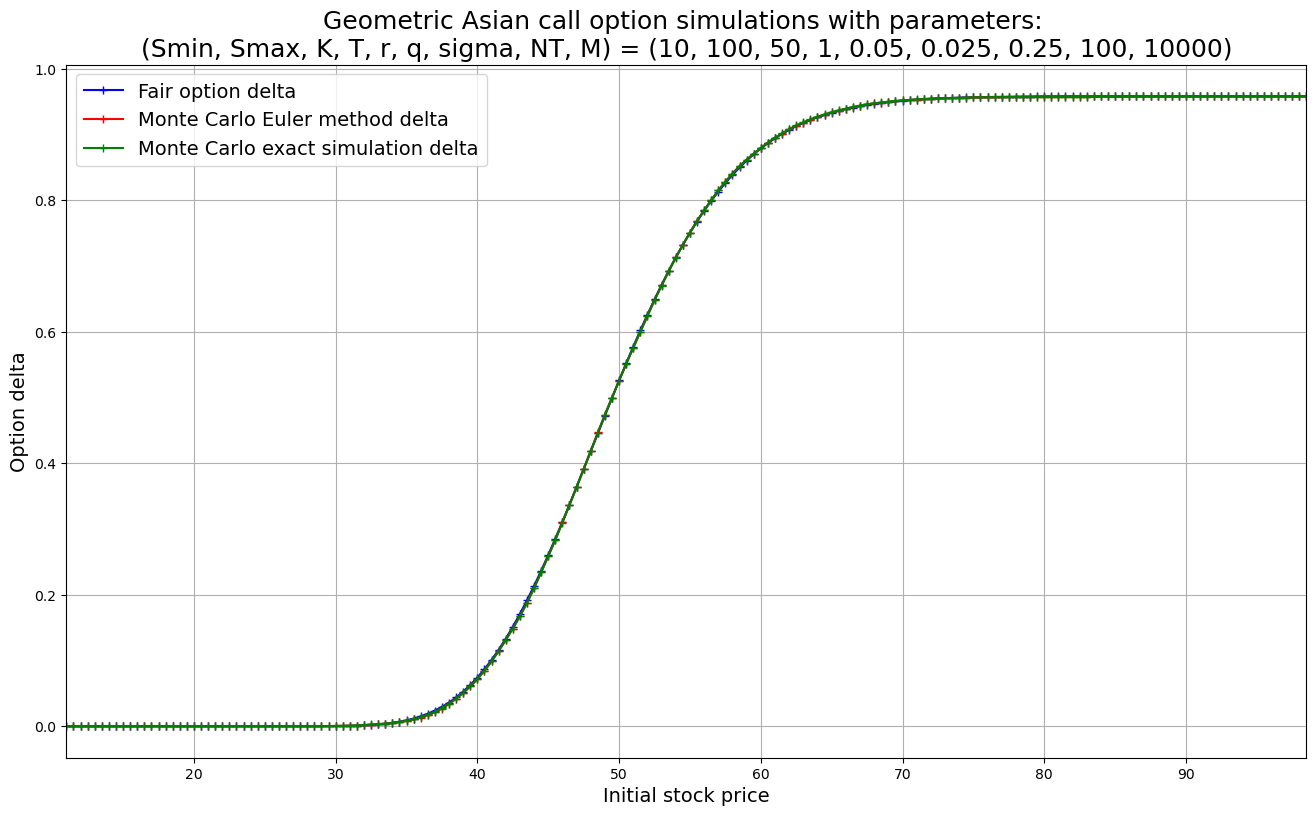 Geometric Asian call option simulations with parameters:
(Smin, Smax, K, T, r, q, sigma, NT, M) = (10, 100, 50, 1, 0.05, 0.025, 0.25, 100, 10000)
Fair option delta
Monte Carlo Euler method delta
Monte Carlo exact simulation delta
Option delta
1.0
0.8
0.6
0.4
0.2
0.0
20 30 40 50 60 70 80 90
Initial stock price